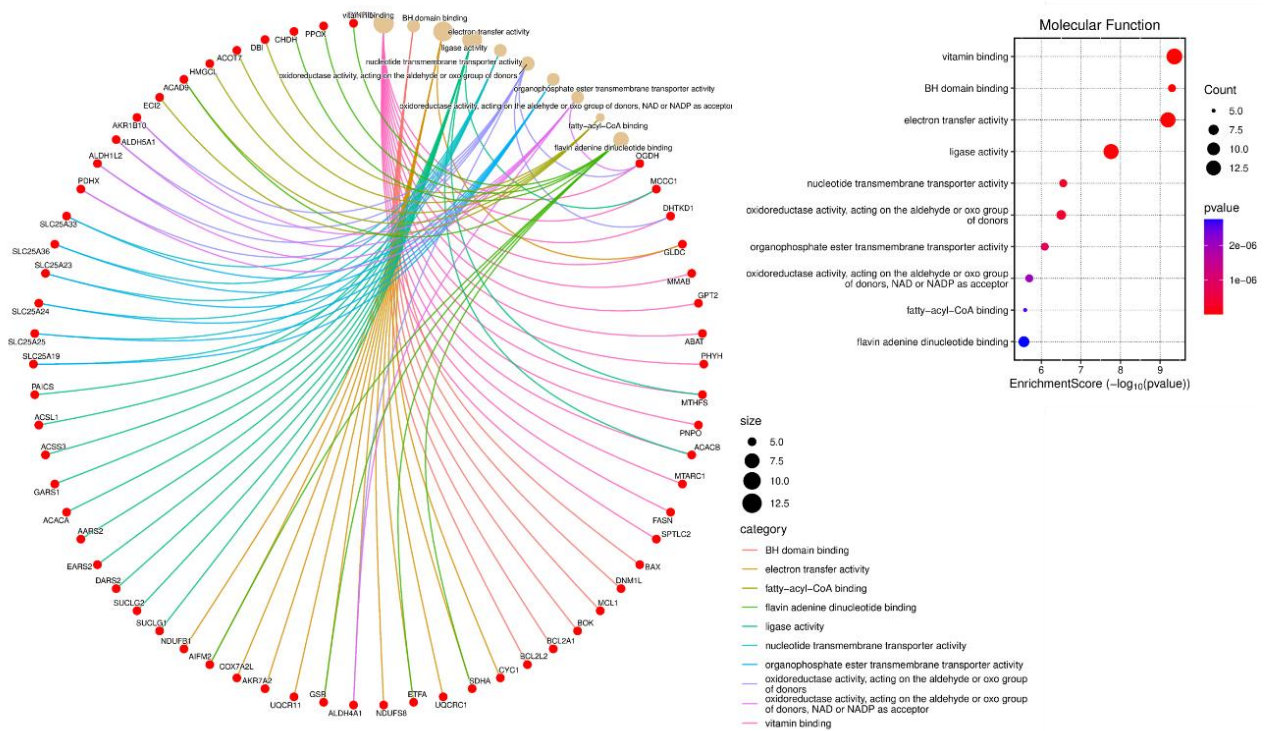 vitamin binding
BH domain binding
electron transfer activity
ligase activity
nucleotide transmembrane transporter activity
oxidoreductase activity, acting on the aldehyde or oxo group of donors
organophosphate ester transmembrane transporter activity
oxidoreductase activity, acting on the aldehyde or oxo group of donors, NAD or NADP as acceptor
fatty−acyl−CoA binding
flavin adenine dinucleotide binding
OGDH
MCCC1
DHTKD1
GLDC
MMAB
GPT2
ABAT
PHYH
MTHFS
PNPO
ACACB
MTARC1
FASN
SPTLC2
BAX
DNM1L
MCL1
BOK
BCL2A1
BCL2L2
CYC1
SDHA
UQCRC1
ETFA
NDUFS8
ALDH4A1
GSR
UQCR11
AKR7A2
COX7A2L
AIFM2
NDUFB1
SUCLG1
SUCLG2
DARS2
EARS2
AARS2
ACACA
GARS1
ACSS3
ACSL1
PAICS
SLC25A19
SLC25A25
SLC25A24
SLC25A23
SLC25A36
SLC25A33
PDHX
ALDH1L2
ALDH5A1
AKR1B10
ECI2
ACAD9
HMGCL
ACOT7
DBI
CHDH
PPOX
size
5.0
7.5
10.0
12.5
category
BH domain binding
electron transfer activity
fatty−acyl−CoA binding
flavin adenine dinucleotide binding
ligase activity
nucleotide transmembrane transporter activity
organophosphate ester transmembrane transporter activity
oxidoreductase activity, acting on the aldehyde or oxo group
of donors
oxidoreductase activity, acting on the aldehyde or oxo group
of donors, NAD or NADP as acceptor
vitamin binding
Molecular Function
vitamin binding
BH domain binding
electron transfer activity
ligase activity
nucleotide transmembrane transporter activity
oxidoreductase activity, acting on the aldehyde or oxo group
of donors
organophosphate ester transmembrane transporter activity
oxidoreductase activity, acting on the aldehyde or oxo group
of donors, NAD or NADP as acceptor
fatty−acyl−CoA binding
flavin adenine dinucleotide binding
6 7 8 9
EnrichmentScore (−log10(pvalue))
Count
5.0
7.5
10.0
12.5
pvalue
2e−06
1e−06